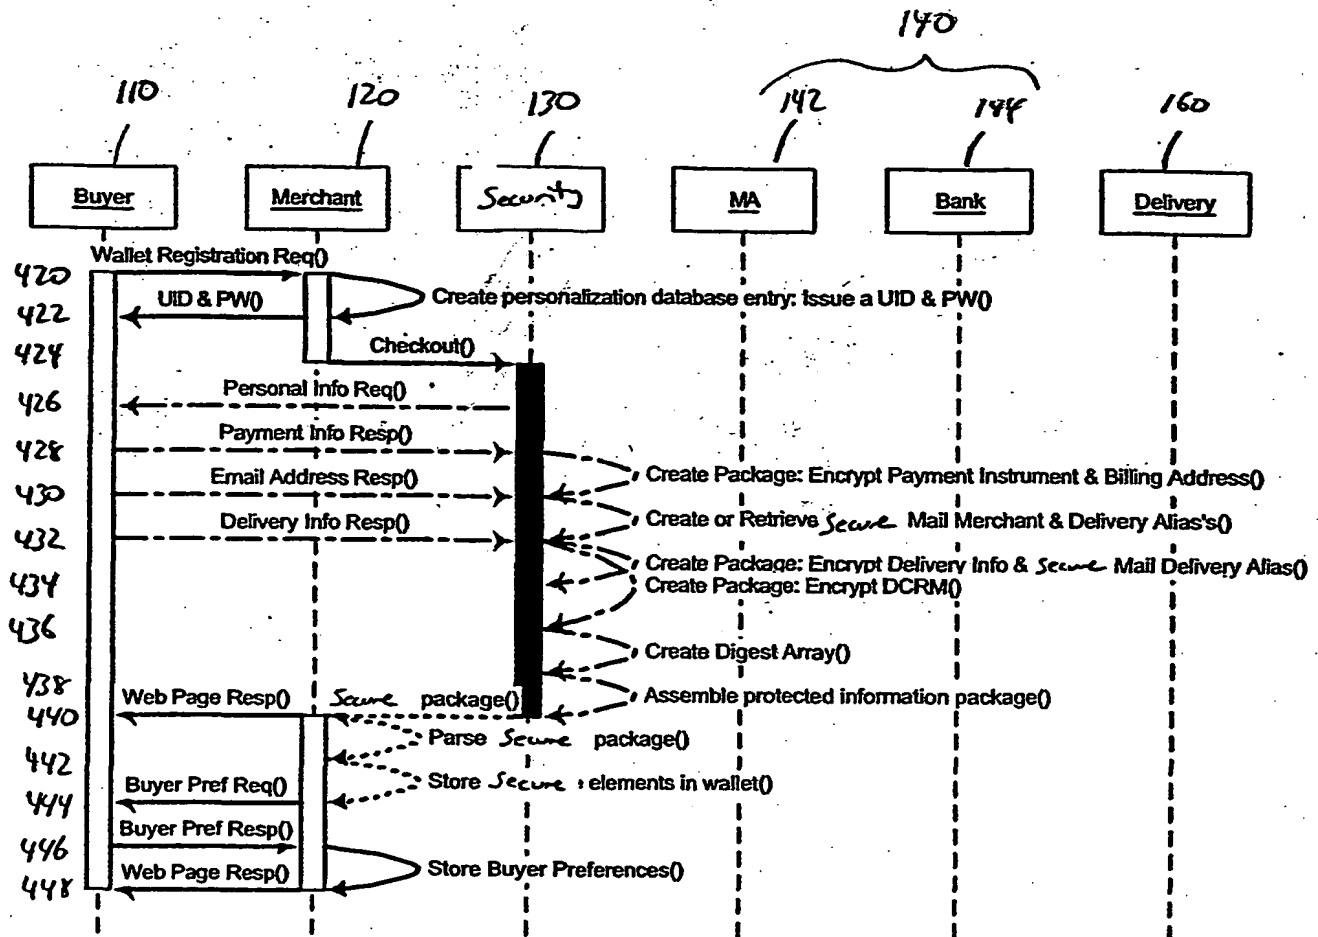 140
110 120 130 142 144 160
Buyer Merchant Security MA Bank Delivery
Wallet Registration Req()
420
UID & PW() Create personalization database entry: Issue a UID & PW()
422
Checkout()
424
Personal Info Req()
426
Payment Info Resp()
428
Email Address Resp() Create Package: Encrypt Payment Instrument & Billing Address()
430
Delivery Info Resp() Create or Retrieve Secure Mail Merchant & Delivery Alias's()
432
Create Package: Encrypt Delivery Info & Secure Mail Delivery Alias()
434 Create Package: Encrypt DCRM()
436
Create Digest Array()
438
Web Page Resp() Secure package() Assemble protected information package()
440
Parse Secure package()
442
Buyer Pref Req() Store Secure elements in wallet()
444
Buyer Pref Resp()
446
Web Page Resp() Store Buyer Preferences()
448